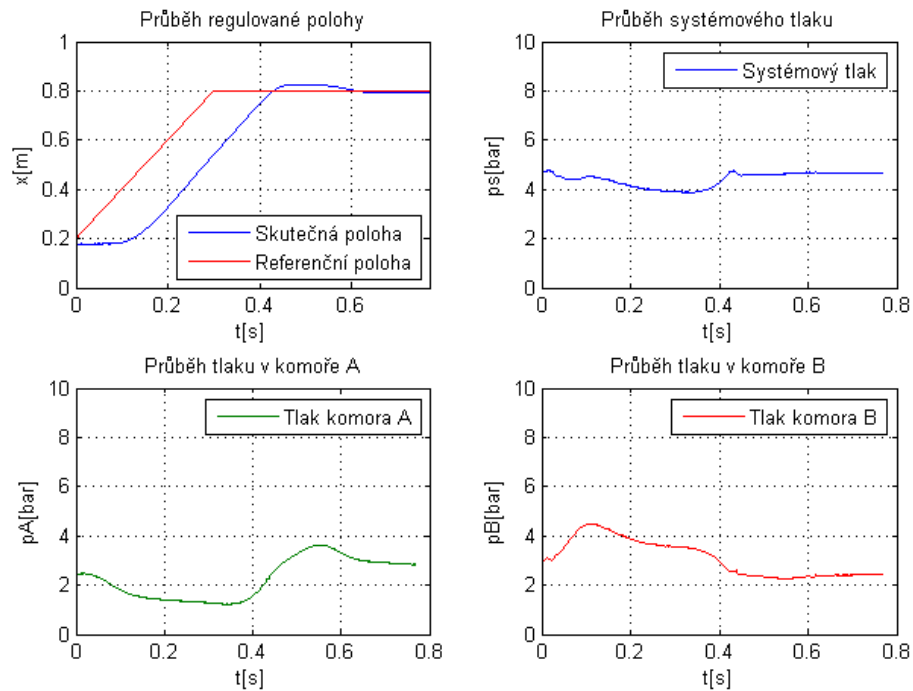 Průběh regulované polohy
1
0.8
0.6
0.4
0.2
0
x[m]
Skutečná poloha
Referenční poloha
0
0.2
0.4
0.6
t[s]
Průběh systémového tlaku
10
8
6
4
2
0
ps[bar]
Systémový tlak
0
0.2
0.4
0.6
0.8
t[s]
Průběh tlaku v komoře A
10
8
6
4
2
0
pA[bar]
Tlak komora A
0
0.2
0.4
0.6
0.8
t[s]
Průběh tlaku v komoře B
10
8
6
4
2
0
pB[bar]
Tlak komora B
0
0.2
0.4
0.6
0.8
t[s]